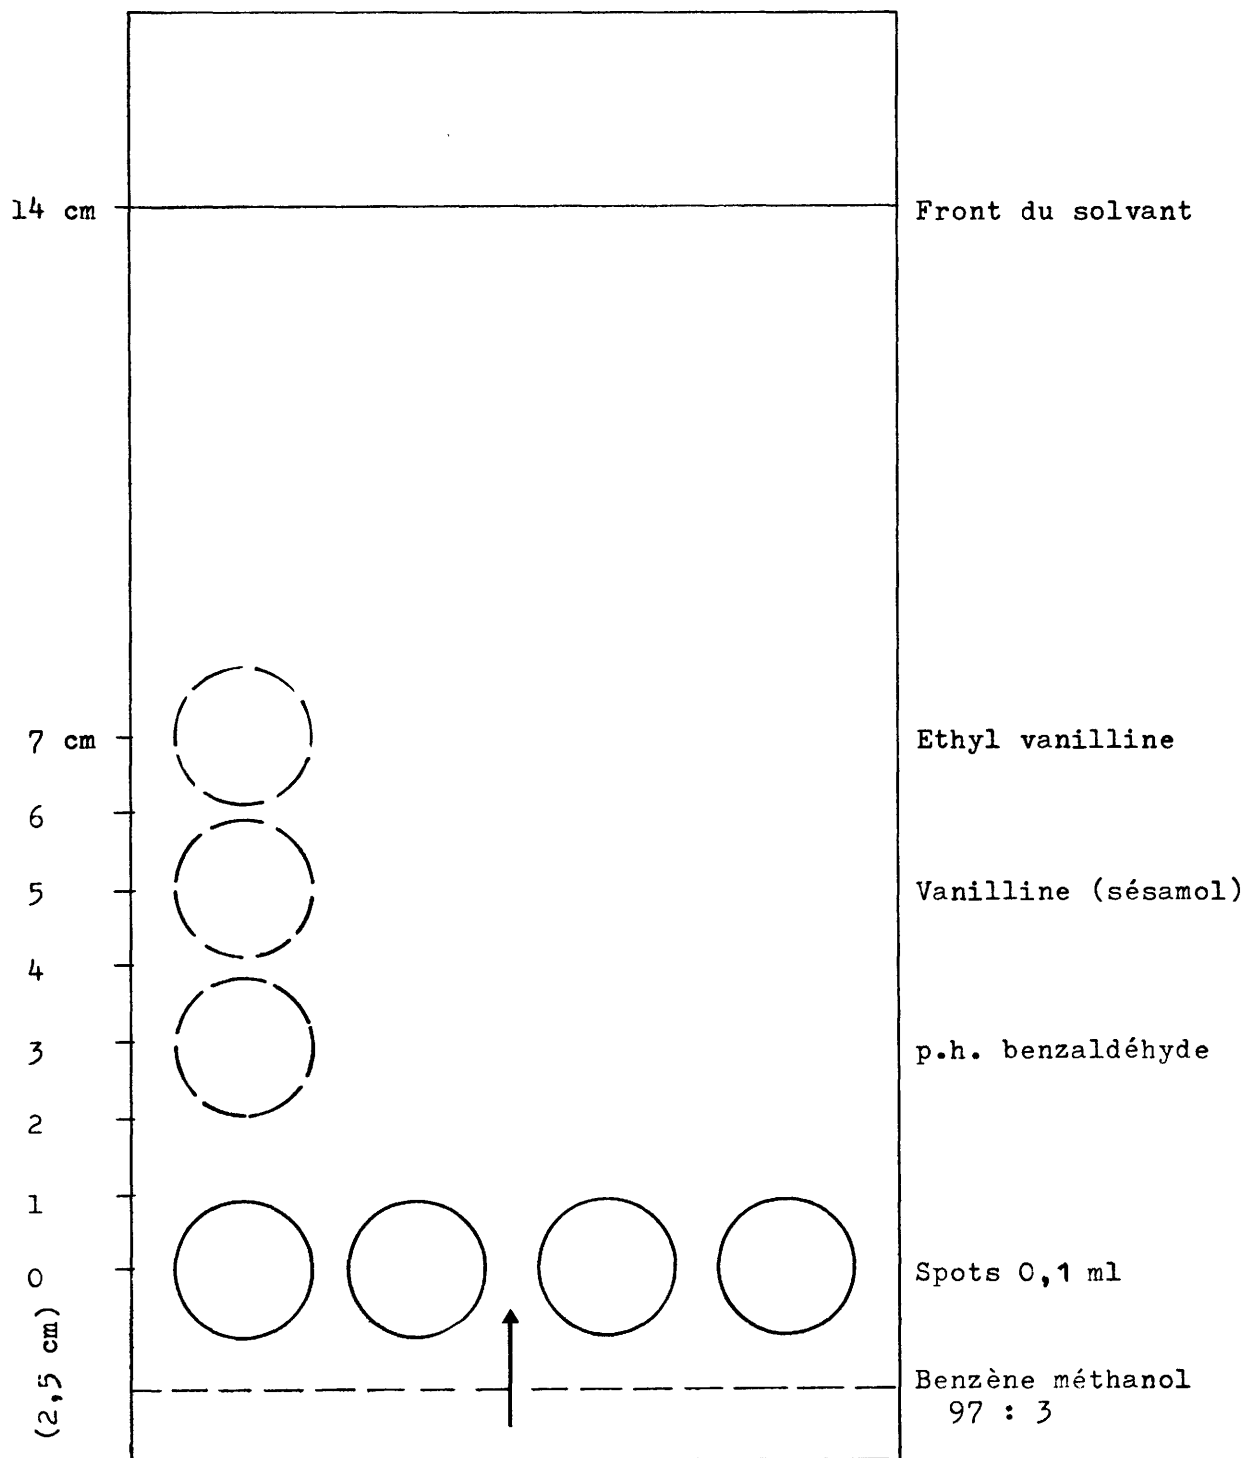 14 cm
Front du solvant
7 cm
Ethyl vanilline
6
5
Vanilline (sésamol)
4
3
p.h. benzaldéhyde
2
1
0
Spots 0,1 ml
(2,5 cm)
Benzène méthanol
97 : 3